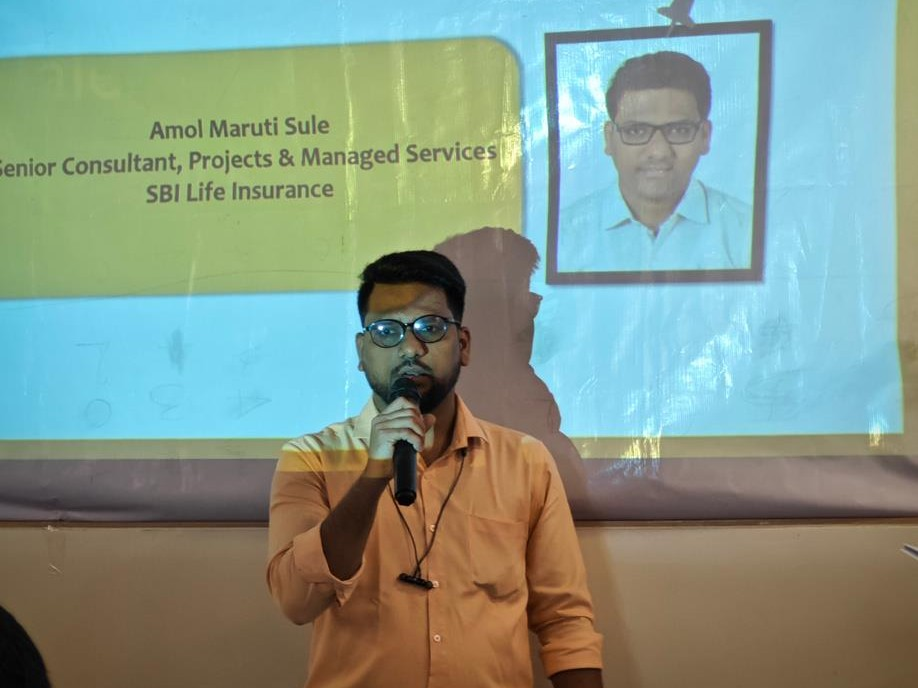 Amol Maruti Sule
Senior Consultant, Projects & Managed Services
SBI Life Insurance